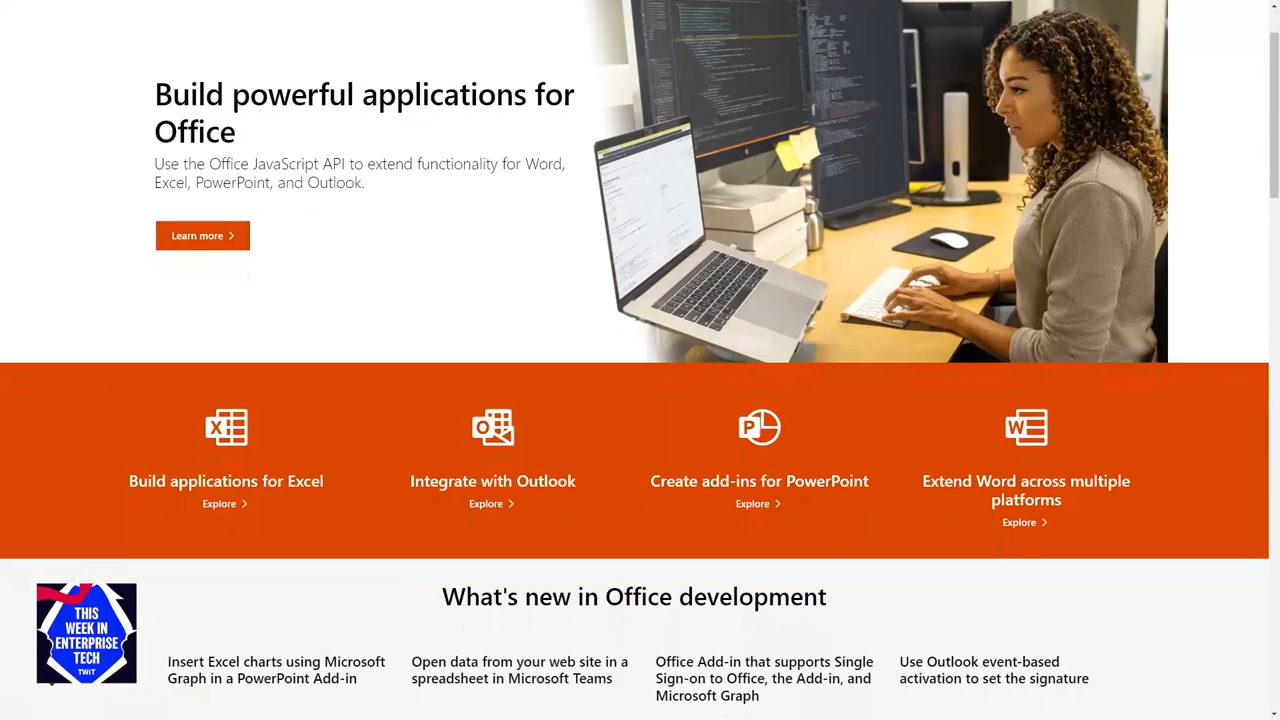 Build powerful applications for
Office
Use the Office JavaScript API to extend functionality for Word,
Excel, PowerPoint, and Outlook.
Learn more
X
O
P
W
Build applications for Excel
Integrate with Outlook
Create add-ins for PowerPoint
Extend Word across multiple
platforms
Explore
Explore
Explore
Explore
What's new in Office development
THIS
WEEK IN
ENTERPRISE
TECH
TWiT
Insert Excel charts using Microsoft
Graph in a PowerPoint Add-in
Open data from your web site in a
spreadsheet in Microsoft Teams
Office Add-in that supports Single
Sign-on to Office, the Add-in, and
Microsoft Graph
Use Outlook event-based
activation to set the signature